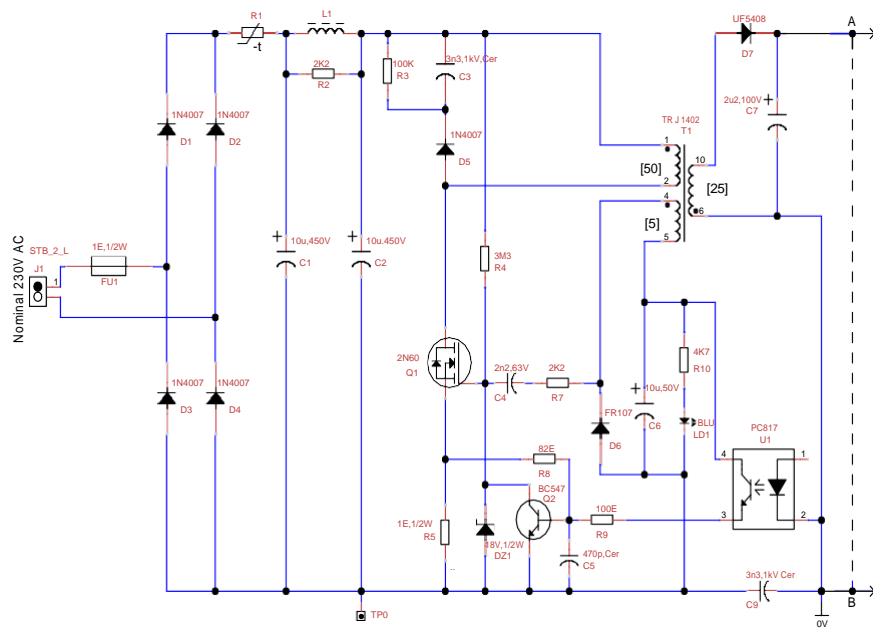 R1
-t
L1
2K2
R2
100K
R3
3n3,1kV,Cer
C3
UF5408
D7
A
2u2,100V
+
C7
1N4007
D1
1N4007
D2
1N4007
D5
TR J 1402
T1
1
2
4
5
10
6
[50]
[25]
[5]
Nominal 230V AC
STB_2_L
J1
1
1E,1/2W
FU1
+
10u,450V
C1
+
10u.450V
C2
3M3
R4
2N60
Q1
2n2,63V
C4
2K2
R7
FR107
D6
+
10u,50V
C6
4K7
R10
BLU
LD1
1N4007
D3
1N4007
D4
PC817
U1
4
1
3
2
82E
R8
BC547
Q2
1E,1/2W
R5
..
18V,1/2W
DZ1
100E
R9
470p,Cer
C5
3n3,1kV Cer
C9
B
TP0
0V